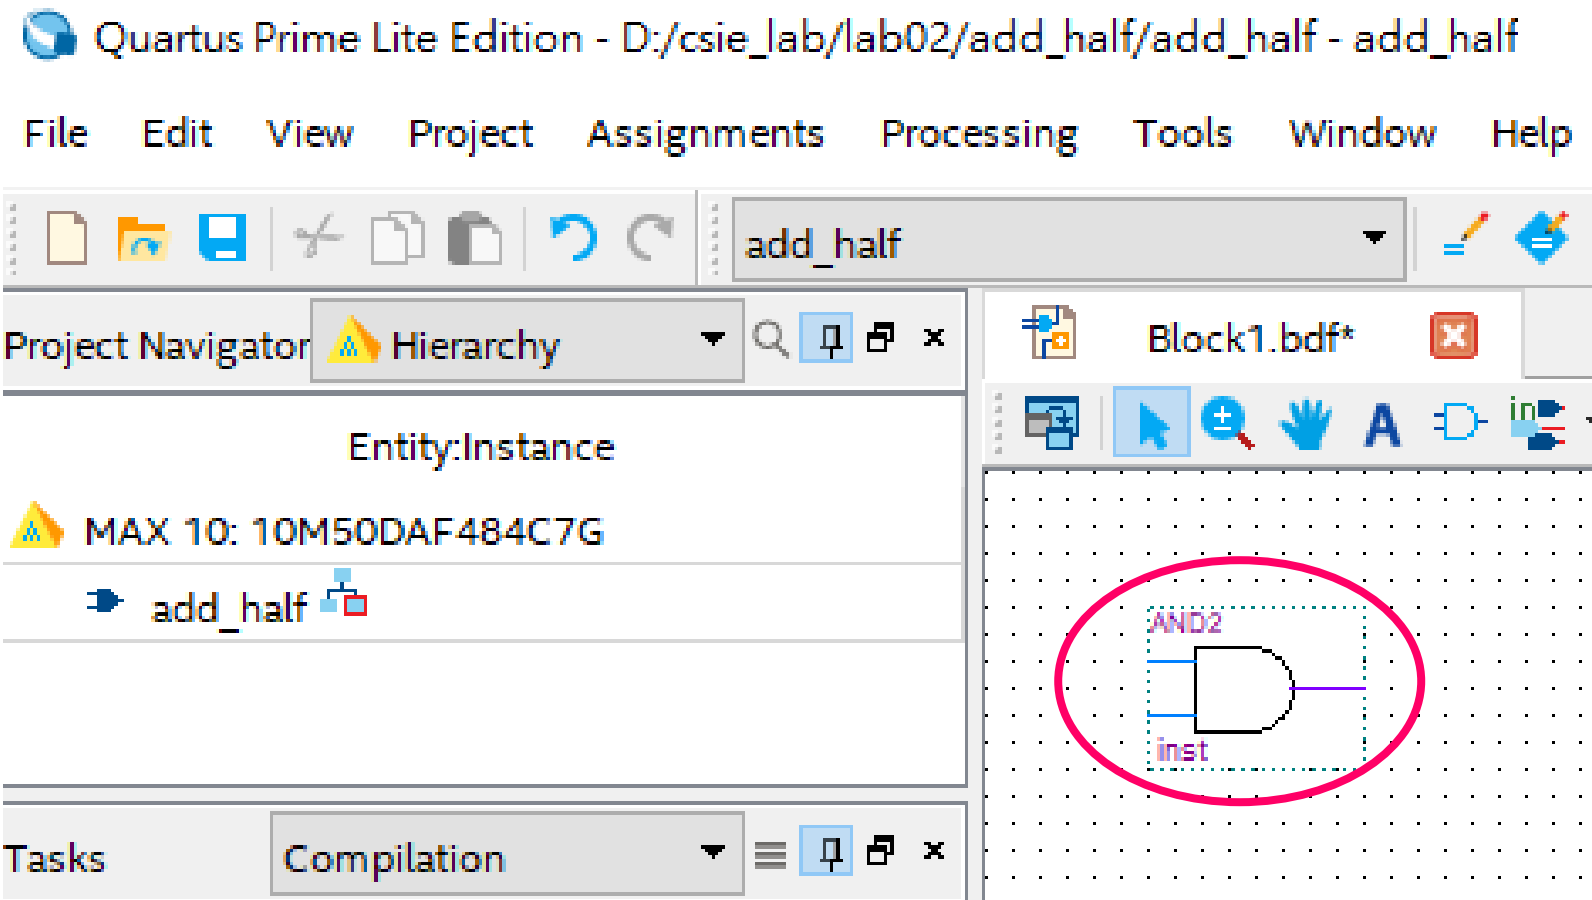 Quartus Prime Lite Edition - D:/csie_lab/lab02/add_half/add_half - add_half
File Edit View Project Assignments Processing Tools Window Help
add_half
Project Navigator Hierarchy
Block1.bdf*
Entity:Instance
MAX 10: 10M50DAF484C7G
add_half
AND2
inst
Tasks Compilation